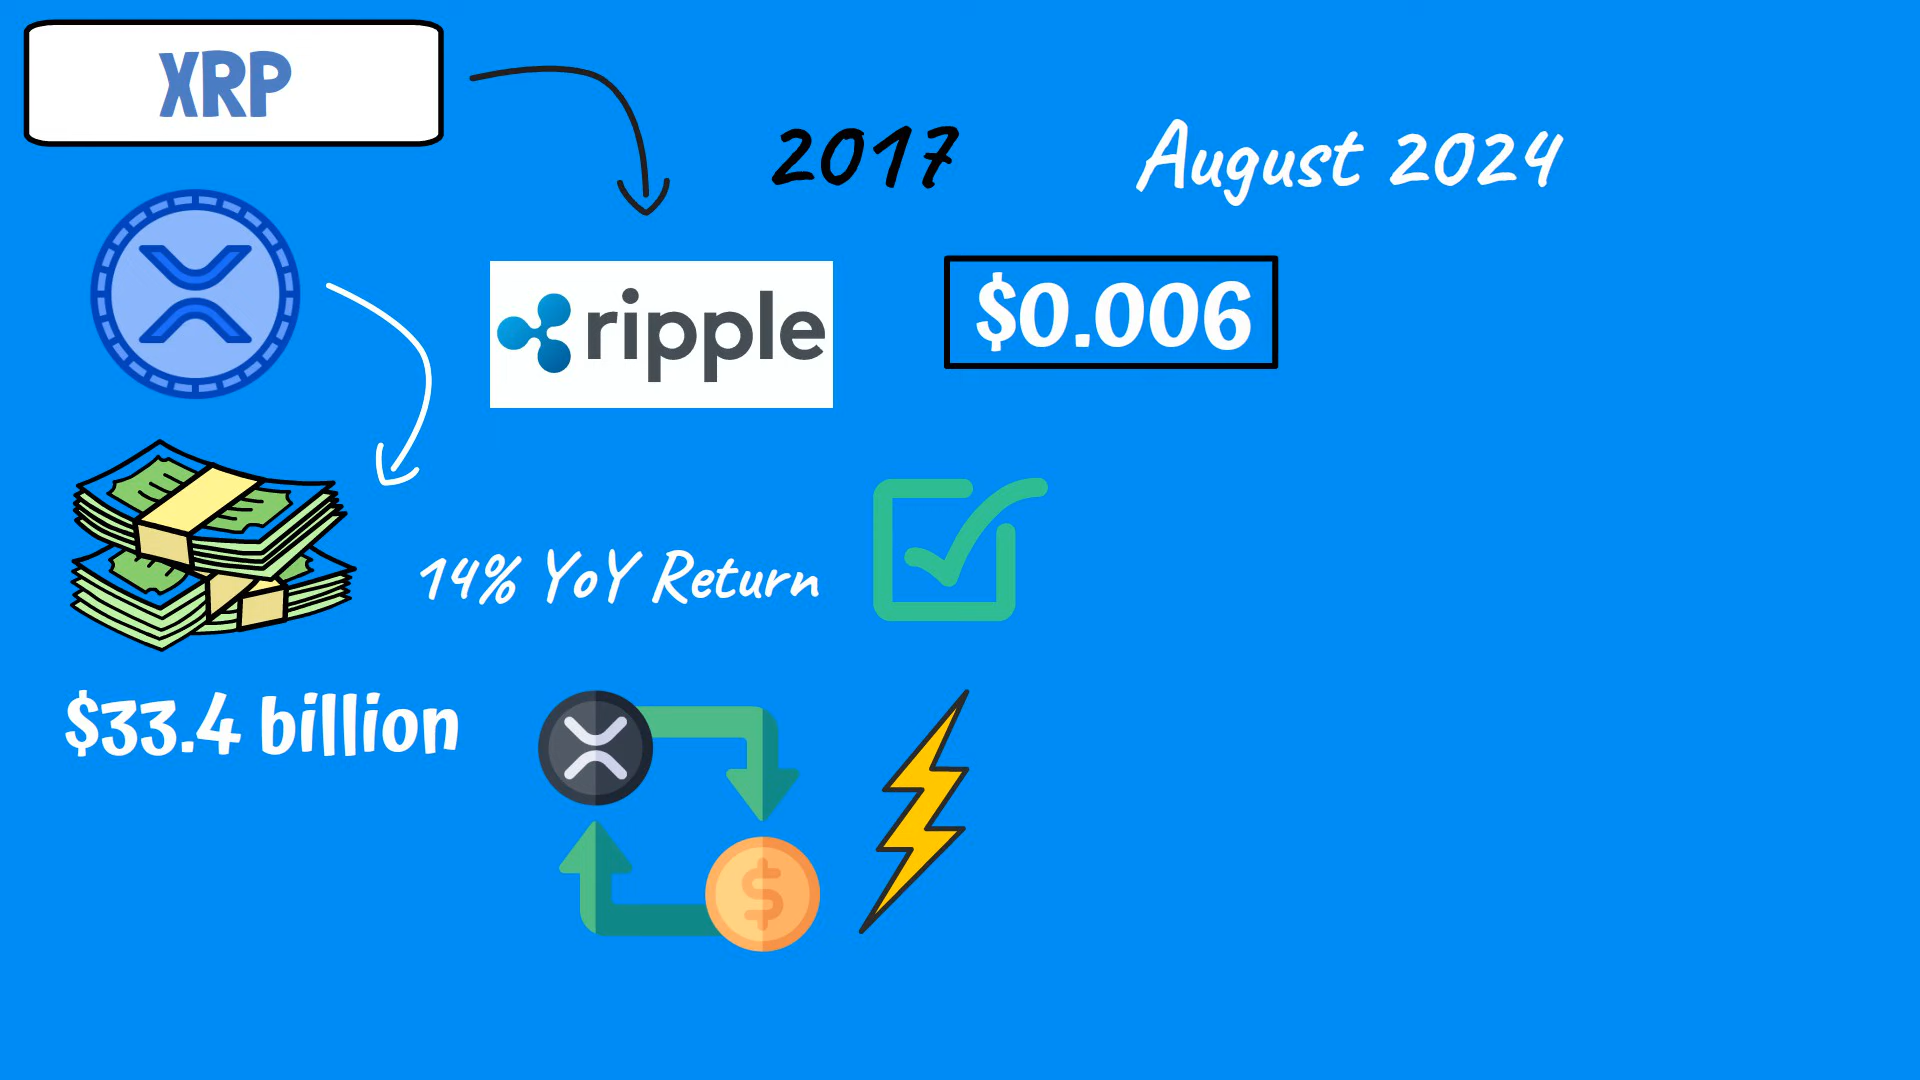 XRP
2017
August 2024
ripple
$0.006
14% YoY Return
$33.4 billion